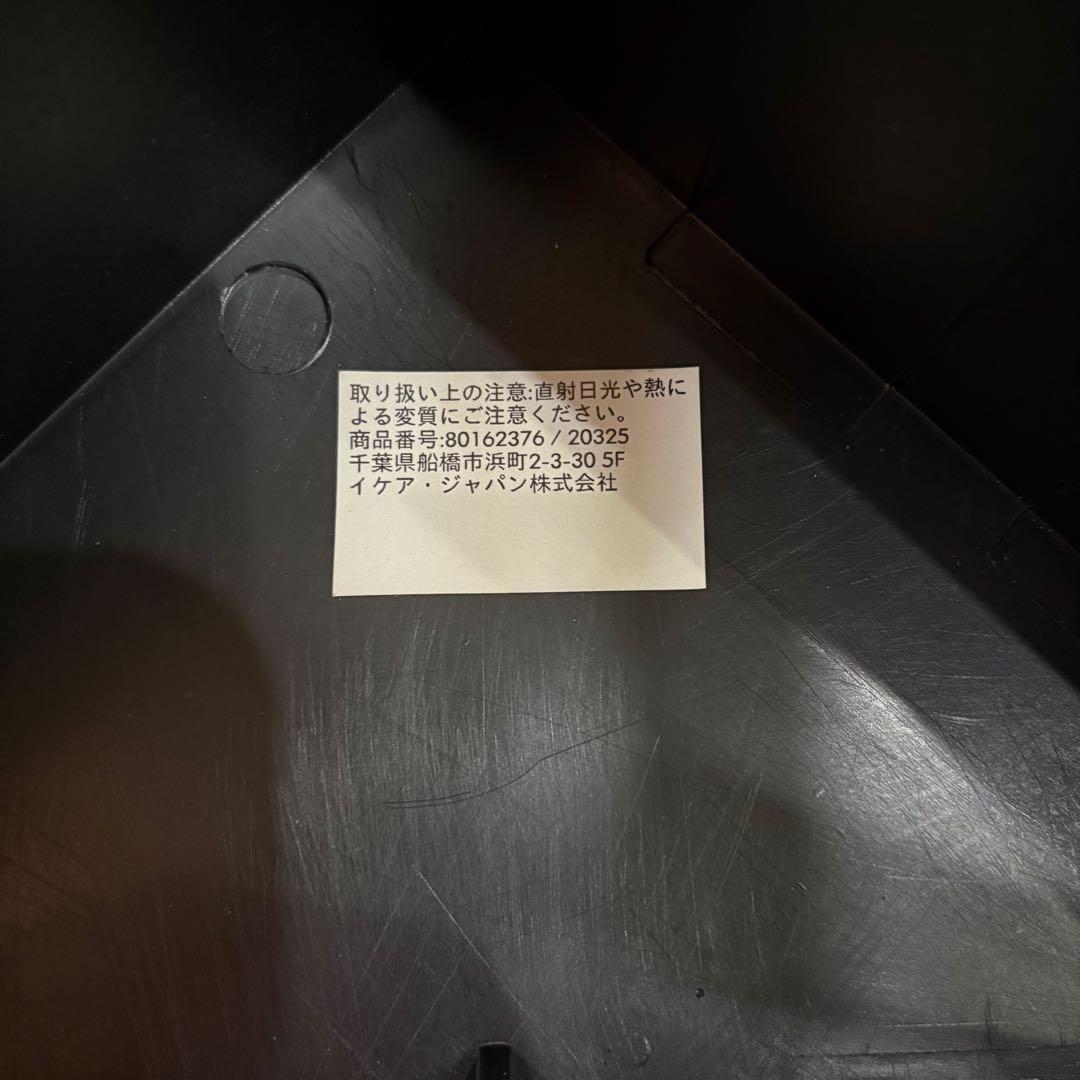 取り扱い上の注意:直射日光や熱に
よる変質にご注意ください。
商品番号:80162376 / 20325
千葉県船橋市浜町2-3-30 5F
イケア・ジャパン株式会社